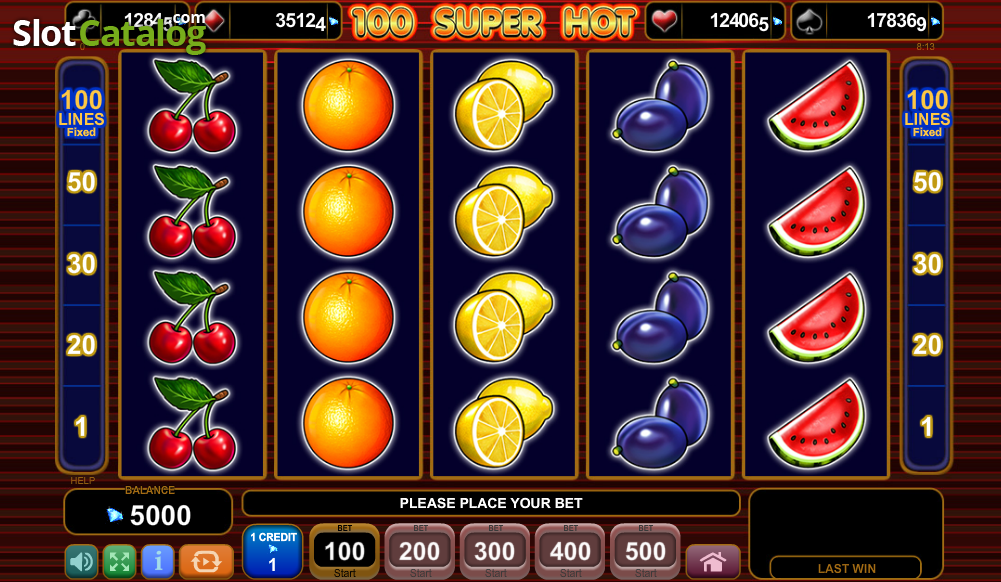 SlotCatalog
.com
35124
100 SUPER HOT
124065
178369
8:13
100
LINES
Fixed
50
30
20
1
100
LINES
Fixed
50
30
20
1
HELP
BALANCE
5000
PLEASE PLACE YOUR BET
1 CREDIT
1
BET
100
Start
BET
200
Start
BET
300
Start
BET
400
Start
BET
500
Start
LAST WIN